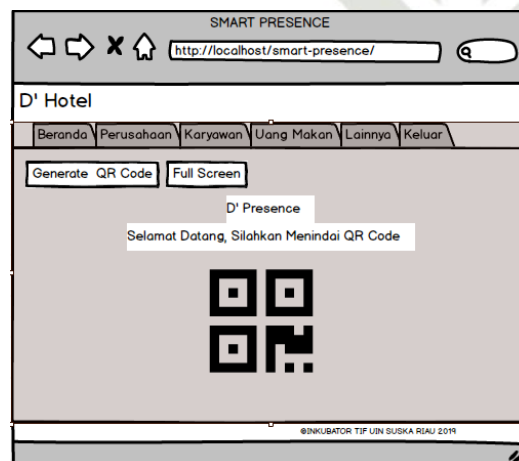 SMART PRESENCE
http://localhost/smart-presence/
D' Hotel
Beranda Perusahaan Karyawan Uang Makan Lainnya Keluar
Generate QR Code Full Screen
D' Presence
Selamat Datang, Silahkan Menindai QR Code
©INKUBATOR TIF UIN SUSKA RIAU 2019